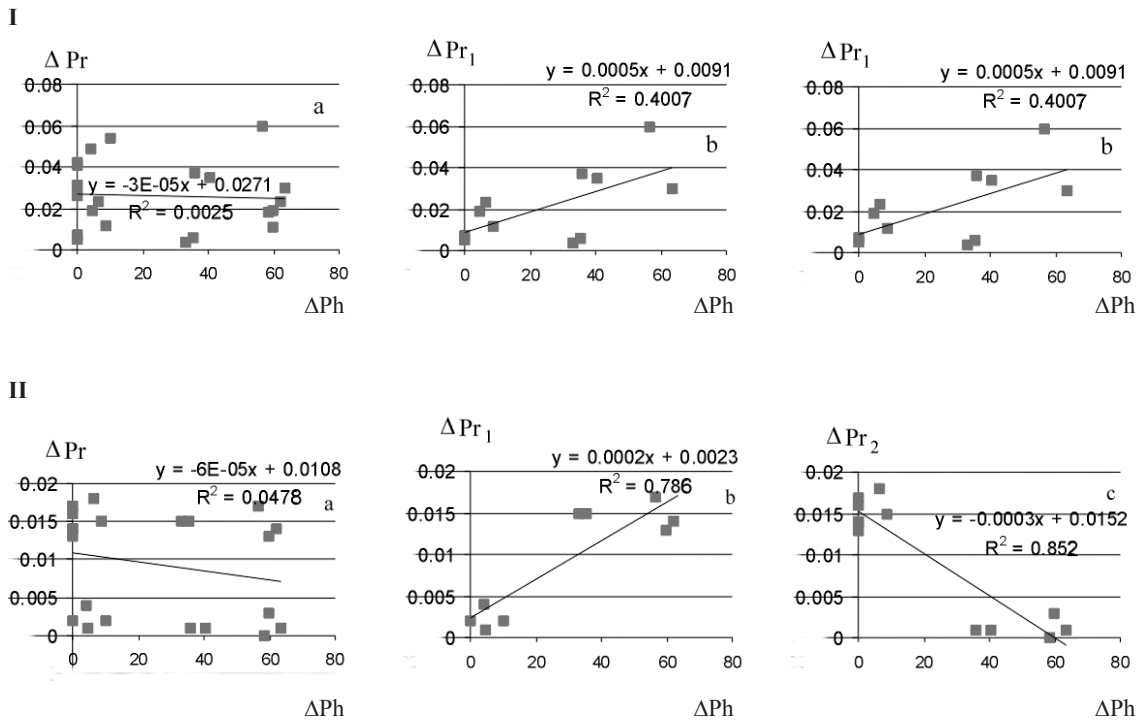 I
Δ Pr
0.08
a
0.06
0.04
y = -3E-05x + 0.0271
0.02
R² = 0.0025
0
0 20 40 60 80
ΔPh
Δ Pr₁
y = 0.0005x + 0.0091
0.08
R² = 0.4007
0.06
b
0.04
0.02
0
0 20 40 60 80
ΔPh
Δ Pr₁
y = 0.0005x + 0.0091
0.08
R² = 0.4007
0.06
b
0.04
0.02
0
0 20 40 60 80
ΔPh
II
Δ Pr
y = -6E-05x + 0.0108
0.02
R² = 0.0478
a
0.015
0.01
0.005
0
0 20 40 60 80
ΔPh
Δ Pr₁
y = 0.0002x + 0.0023
0.02
R² = 0.786
b
0.015
0.01
0.005
0
0 20 40 60 80
ΔPh
Δ Pr₂
0.02
c
0.015
y = -0.0003x + 0.0152
0.01
R² = 0.852
0.005
0
0 20 40 60 80
ΔPh